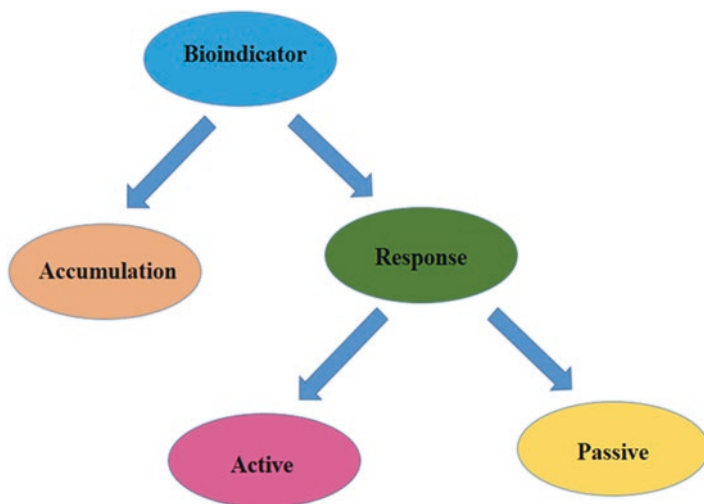 Bioindicator
Accumulation
Response
Active
Passive